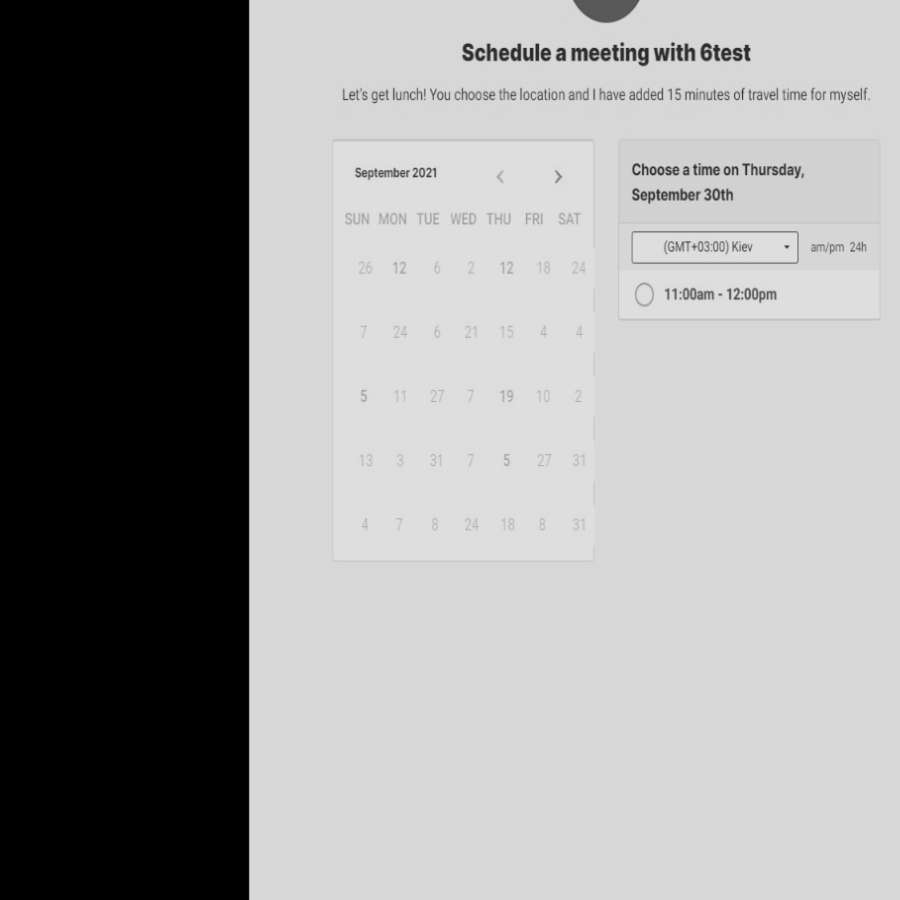 Schedule a meeting with 6test
Let's get lunch! You choose the location and I have added 15 minutes of travel time for myself.
September 2021
SUN MON TUE WED THU FRI SAT
26 12 6 2 12 18 24
7 24 6 21 15 4 4
5 11 27 7 19 10 2
13 3 31 7 5 27 31
4 7 8 24 18 8 31
Choose a time on Thursday,
September 30th
(GMT+03:00) Kiev am/pm 24h
11:00am - 12:00pm